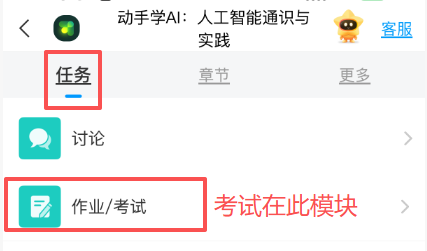 动手学AI：人工智能通识与
实践
客服
任务
章节
更多
讨论
作业/考试
考试在此模块